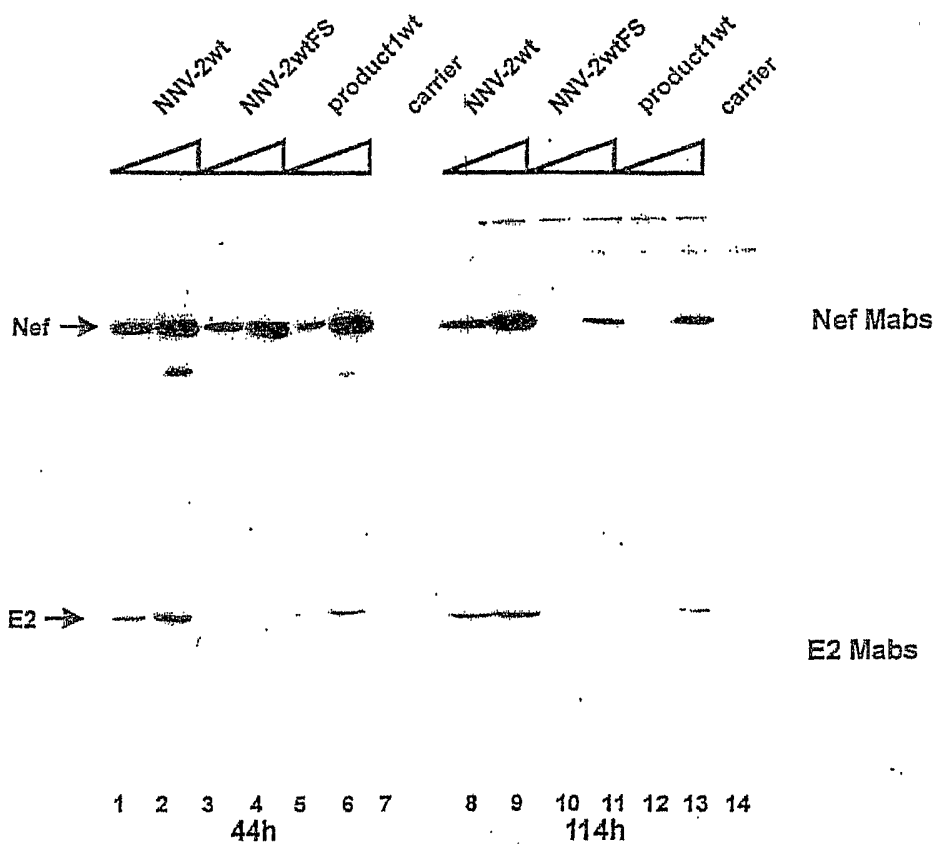 NNV-2wt NNV-2wtFS product1wt carrier NNV-2wt NNV-2wtFS product1wt carrier
Nef Nef Mabs
E2
E2 Mabs
1 2 3 4 5 6 7 8 9 10 11 12 13 14
44h 114h